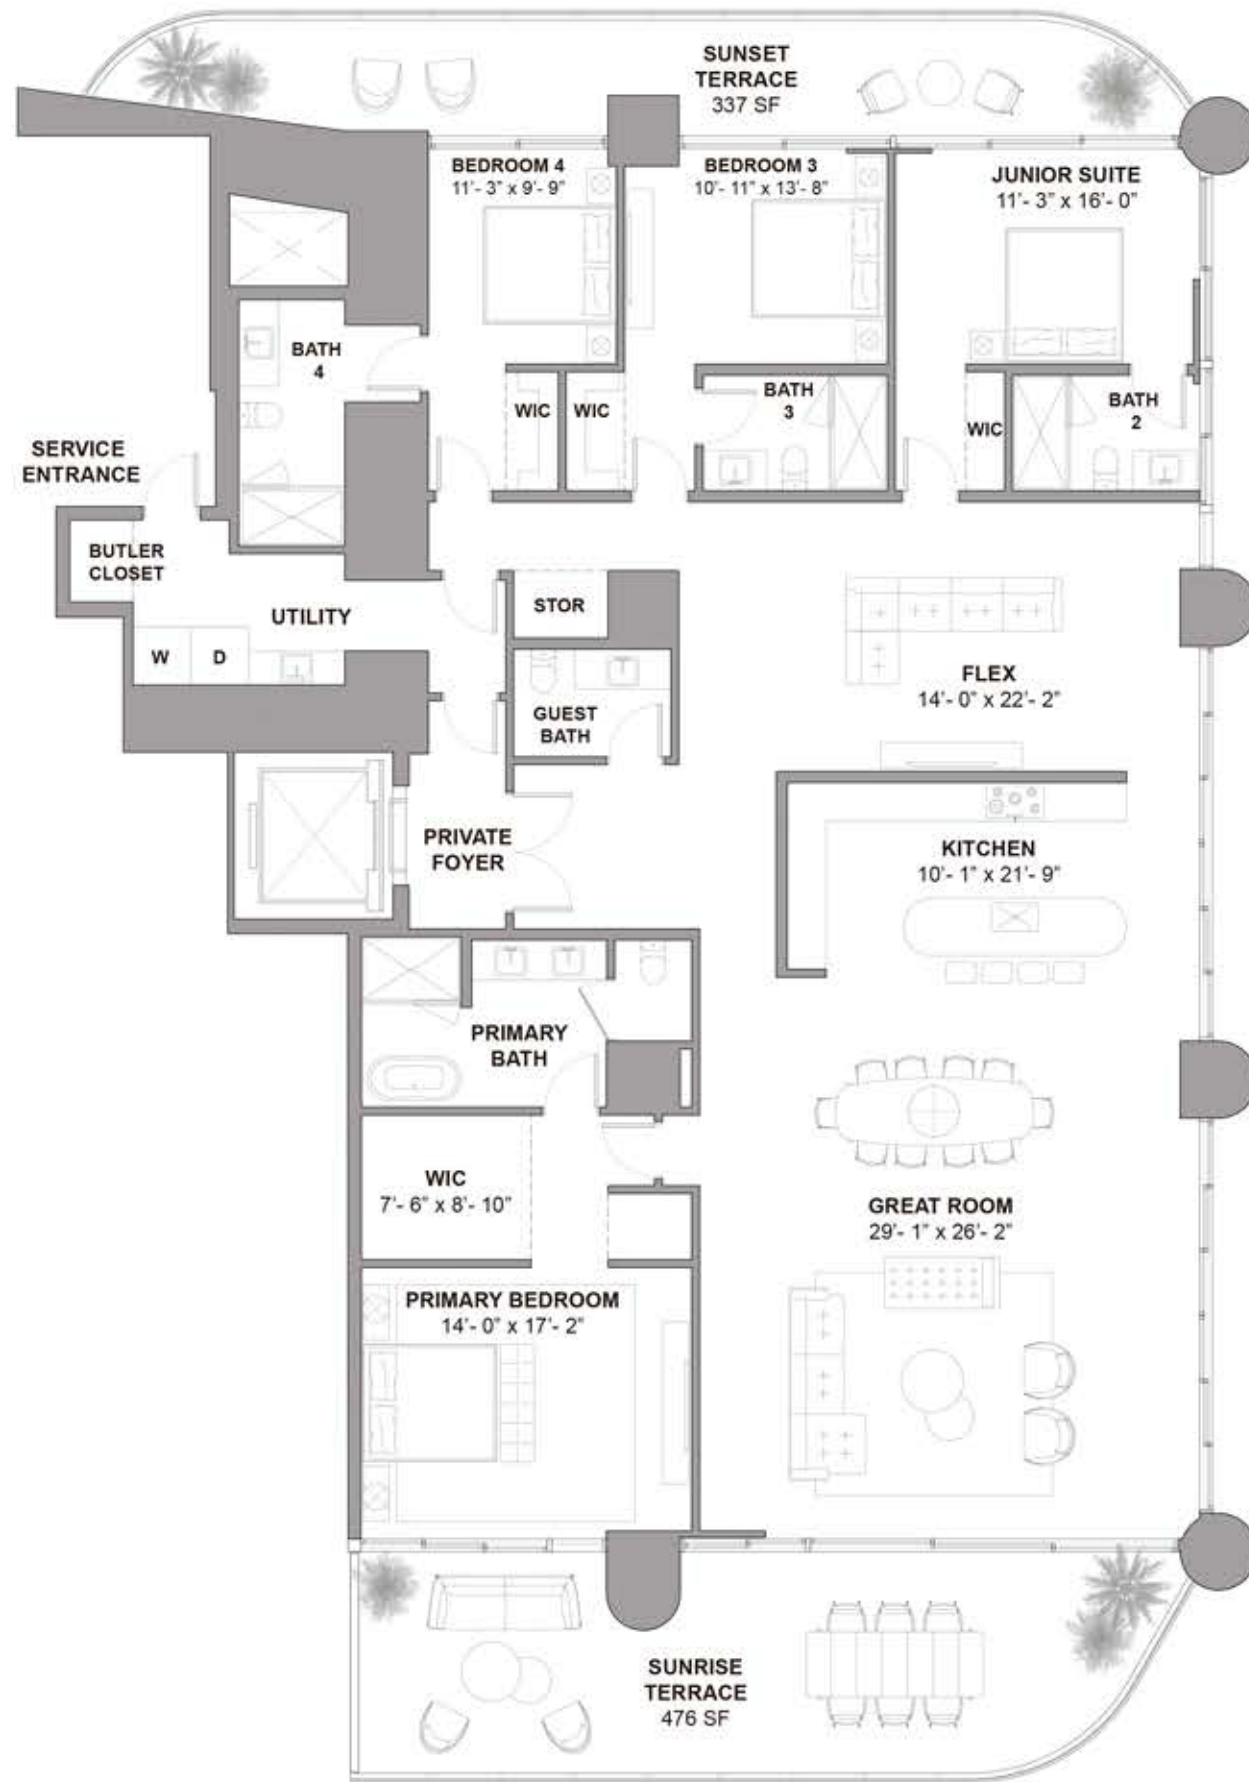 SUNSET
TERRACE
337 SF
BEDROOM 4
11'- 3" x 9'- 9"
BEDROOM 3
10'- 11" x 13'- 8"
JUNIOR SUITE
11'- 3" x 16'- 0"
BATH
4
WIC
WIC
BATH
3
WIC
BATH
2
SERVICE
ENTRANCE
BUTLER
CLOSET
UTILITY
W
D
STOR
GUEST
BATH
FLEX
14'- 0" x 22'- 2"
PRIVATE
FOYER
KITCHEN
10'- 1" x 21'- 9"
PRIMARY
BATH
WIC
7'- 6" x 8'- 10"
GREAT ROOM
29'- 1" x 26'- 2"
PRIMARY BEDROOM
14'- 0" x 17'- 2"
SUNRISE
TERRACE
476 SF